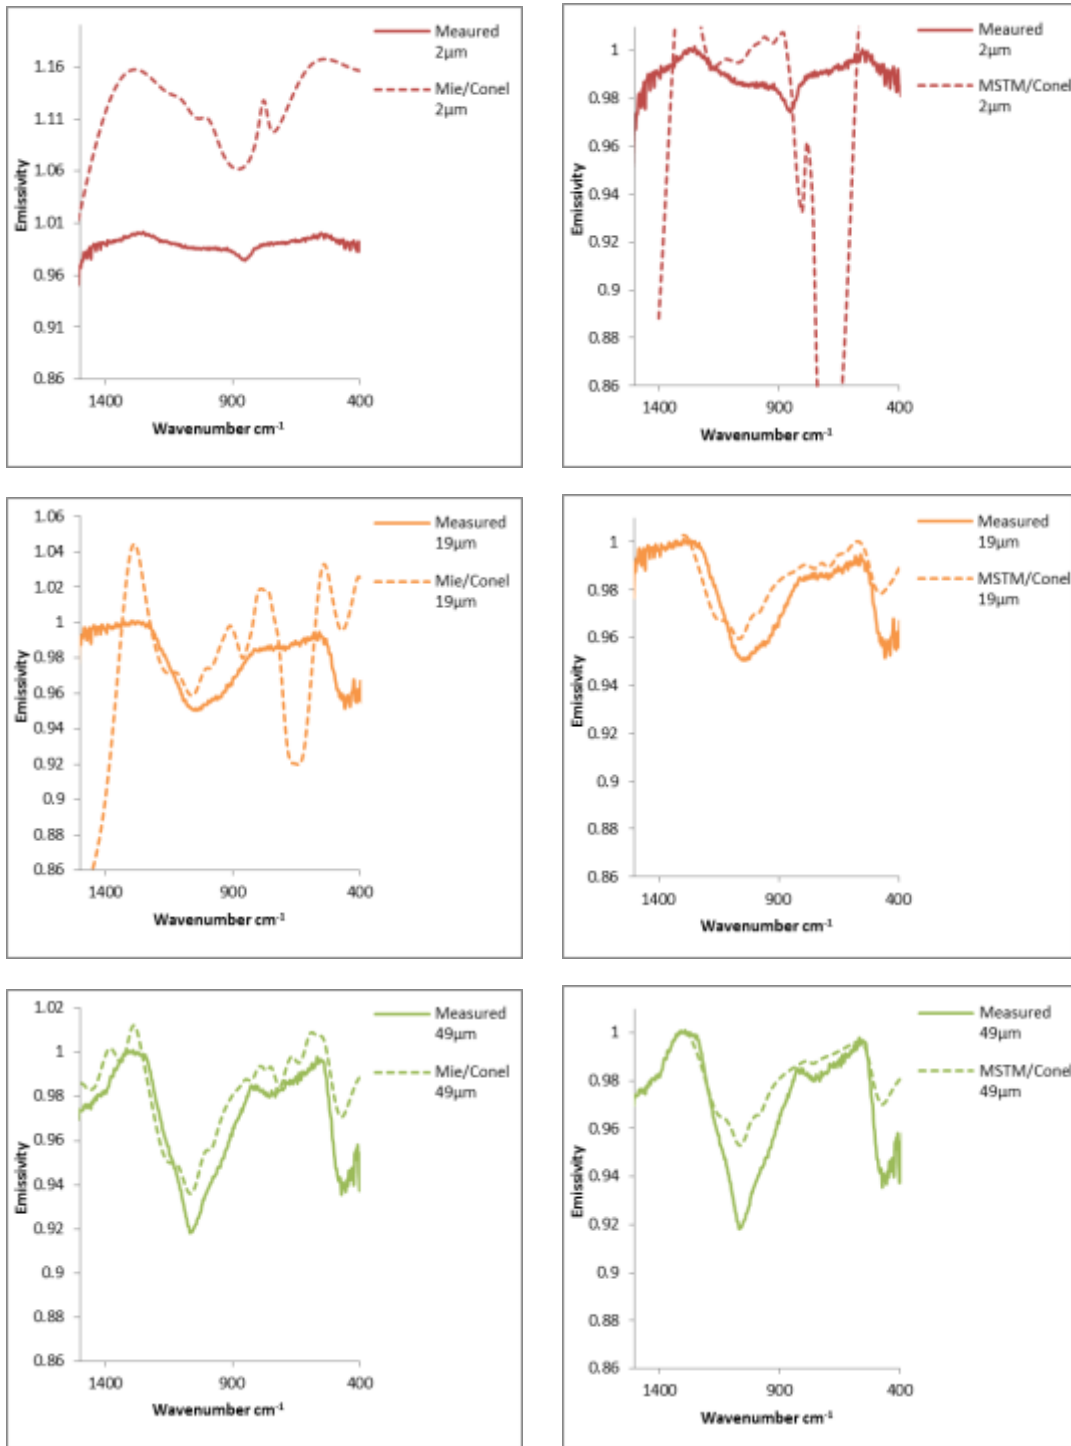 Meaured
2µm
Mie/Conel
2µm
1.16
1.11
1.06
1.01
0.96
0.91
0.86
Emissivity
1400
900
400
Wavenumber cm-1
Meaured
2µm
MSTM/Conel
2µm
1
0.98
0.96
0.94
0.92
0.9
0.88
0.86
Emissivity
1400
900
400
Wavenumber cm-1
Measured
19µm
Mie/Conel
19µm
1.06
1.04
1.02
1
0.98
0.96
0.94
0.92
0.9
0.88
0.86
Emissivity
1400
900
400
Wavenumber cm-1
Measured
19µm
MSTM/Conel
19µm
1
0.98
0.96
0.94
0.92
0.9
0.88
0.86
Emissivity
1400
900
400
Wavenumber cm-1
Measured
49µm
Mie/Conel
49µm
1.02
1
0.98
0.96
0.94
0.92
0.9
0.88
0.86
Emissivity
1400
900
400
Wavenumber cm-1
Measured
49µm
MSTM/Conel
49µm
1
0.98
0.96
0.94
0.92
0.9
0.88
0.86
Emissivity
1400
900
400
Wavenumber cm-1